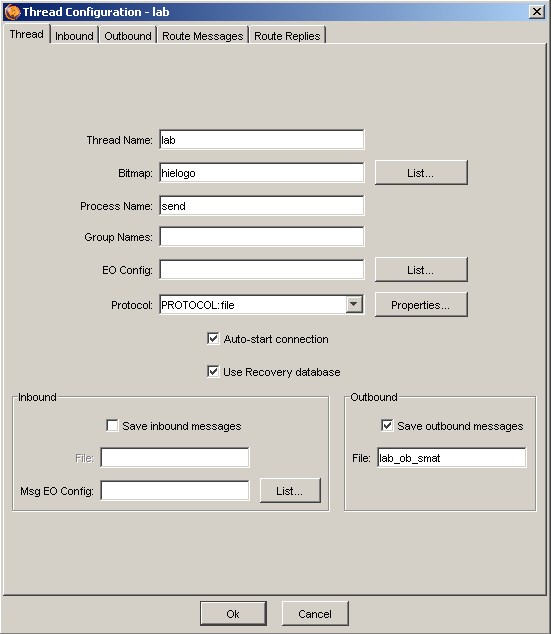 Thread Configuration - lab
Thread Inbound Outbound Route Messages Route Replies
Thread Name: lab
Bitmap: hielogo List...
Process Name: send
Group Names:
EO Config: List...
Protocol: PROTOCOL:file Properties...
Auto-start connection
Use Recovery database
Inbound
Save inbound messages
File:
Msg EO Config: List...
Outbound
Save outbound messages
File: lab_ob_smat
Ok Cancel